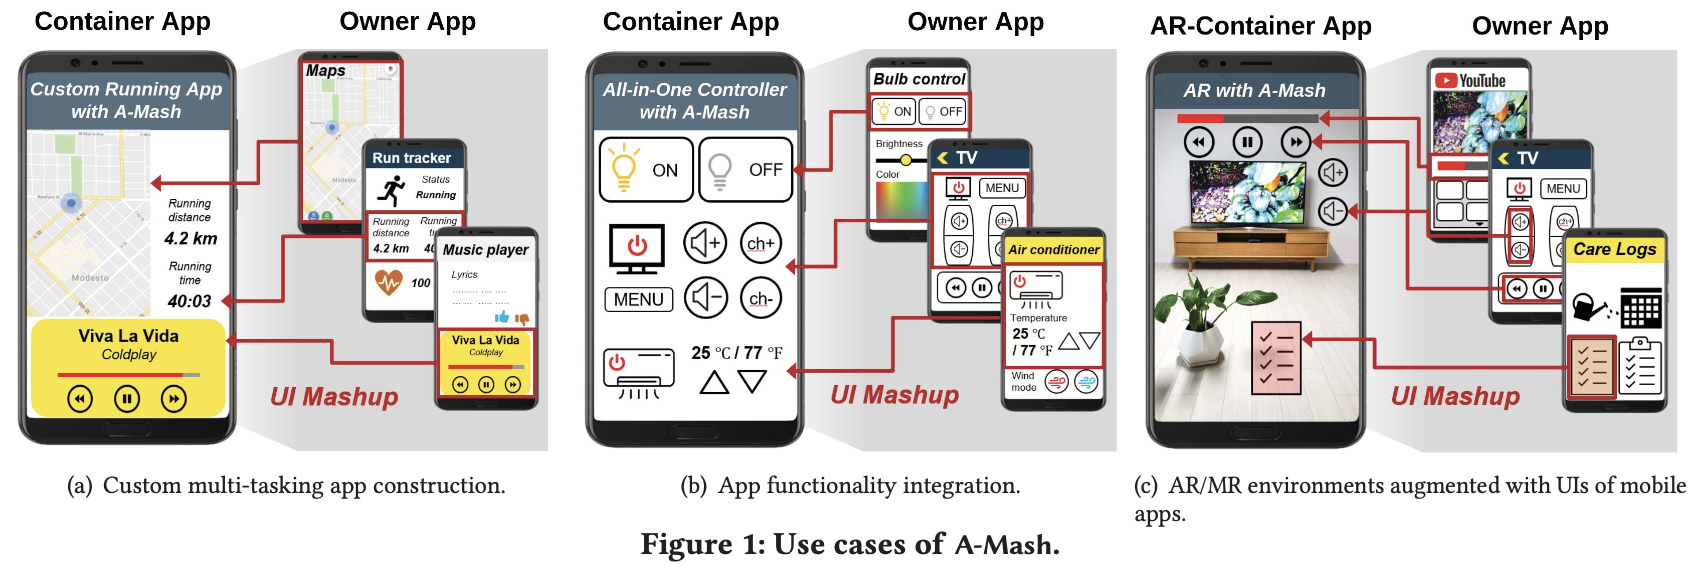 Container App
Owner App
Custom Running App
with A-Mash
Running
distance
4.2 km
Running
time
40:03
Modesto
Viva La Vida
Coldplay
Maps
Modesto
Run tracker
Status
Running
Running
distance
4.2 km
Running
40
100
Music player
Lyrics
Viva La Vida
Coldplay
UI Mashup
(a) Custom multi-tasking app construction.
Container App
Owner App
All-in-One Controller
with A-Mash
ON
OFF
ch+
MENU
ch-
25 °C / 77 °F
Bulb control
ON
OFF
Brightness
Color
TV
MENU
ch+
Air conditioner
Temperature
25 °C
/ 77 °F
Wind
mode
UI Mashup
(b) App functionality integration.
AR-Container App
Owner App
AR with A-Mash
YouTube
TV
MENU
ch+
Care Logs
UI Mashup
(c) AR/MR environments augmented with UIs of mobile
apps.
Figure 1: Use cases of A-Mash.